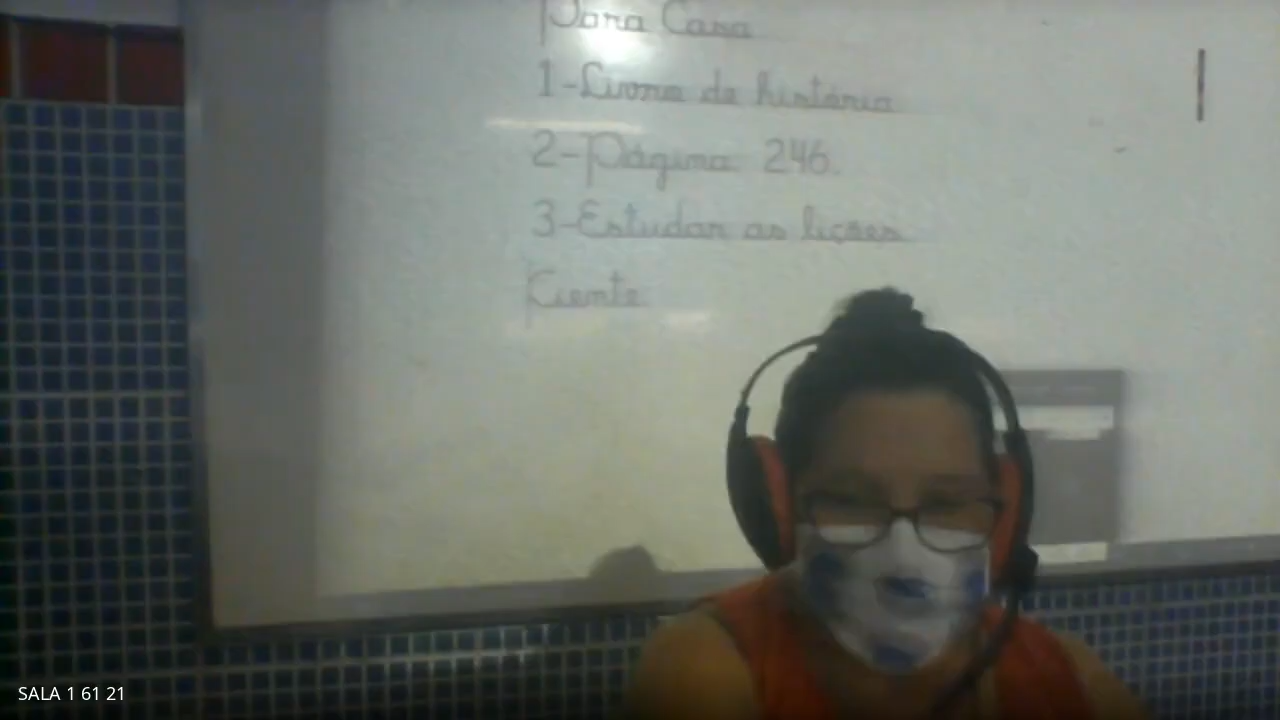 Para Casa
1-Livro de história
2-Página 246.
3-Estudar as lições
Ciente
SALA 1 61 21